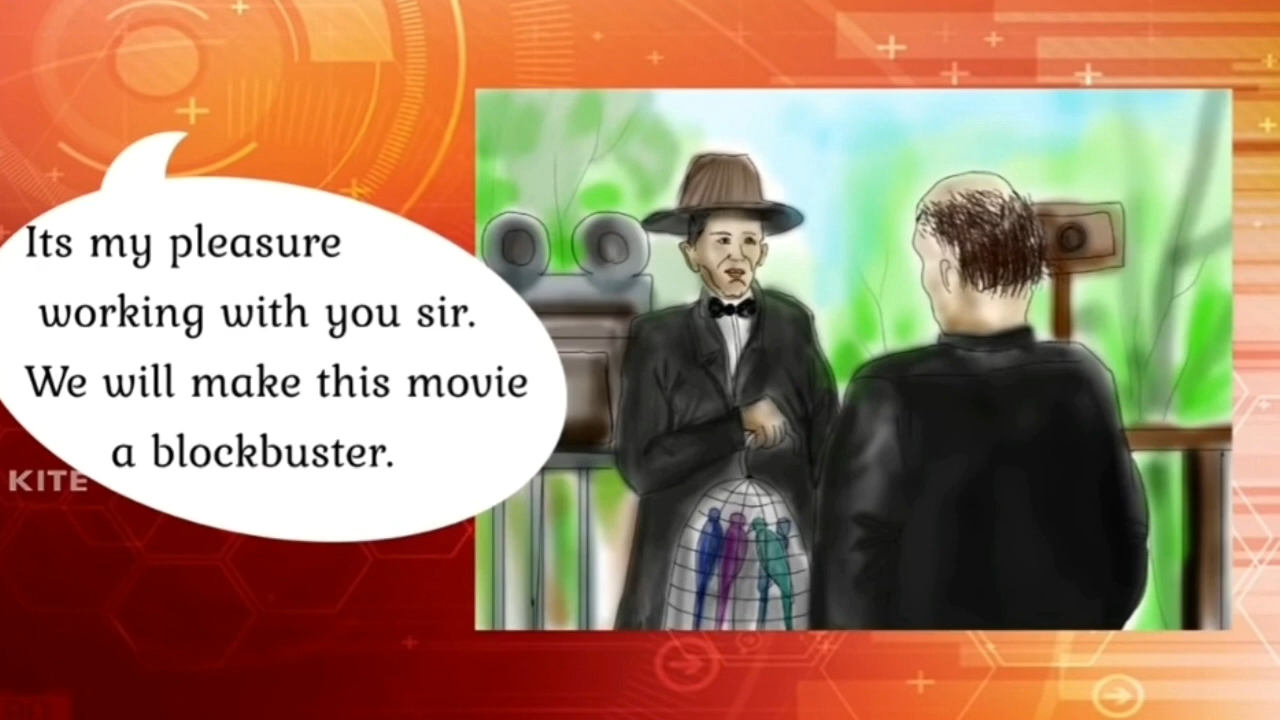 Its my pleasure
working with you sir.
We will make this movie
a blockbuster.
KITE